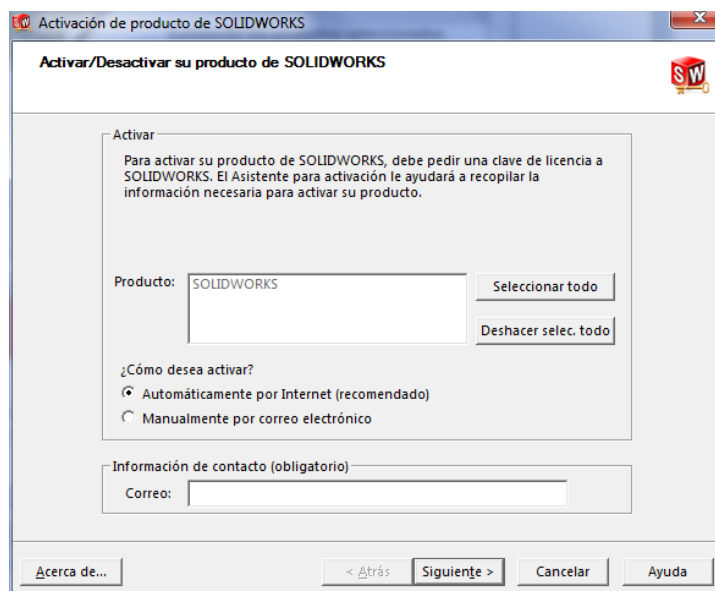 Activación de producto de SOLIDWORKS
Activar/Desactivar su producto de SOLIDWORKS
SW
Activar
Para activar su producto de SOLIDWORKS, debe pedir una clave de licencia a
SOLIDWORKS. El Asistente para activación le ayudará a recopilar la
información necesaria para activar su producto.
Producto:
SOLIDWORKS
Seleccionar todo
Deshacer selec. todo
¿Cómo desea activar?
Automáticamente por Internet (recomendado)
Manualmente por correo electrónico
Información de contacto (obligatorio)
Correo:
Acerca de...
< Atrás
Siguiente >
Cancelar
Ayuda